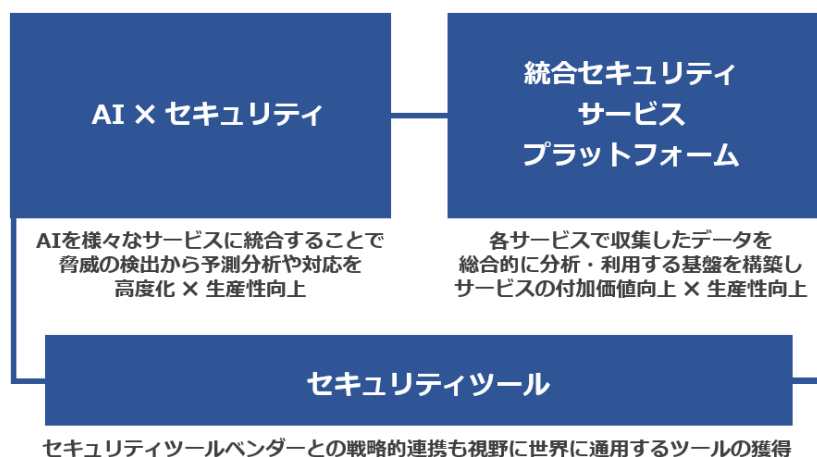 AI × セキュリティ
統合セキュリティ
サービス
プラットフォーム
AIを様々なサービスに統合することで
脅威の検出から予測分析や対応を
高度化 × 生産性向上
各サービスで収集したデータを
総合的に分析・利用する基盤を構築し
サービスの付加価値向上 × 生産性向上
セキュリティツール
セキュリティツールベンダーとの戦略的連携も視野に世界に通用するツールの獲得